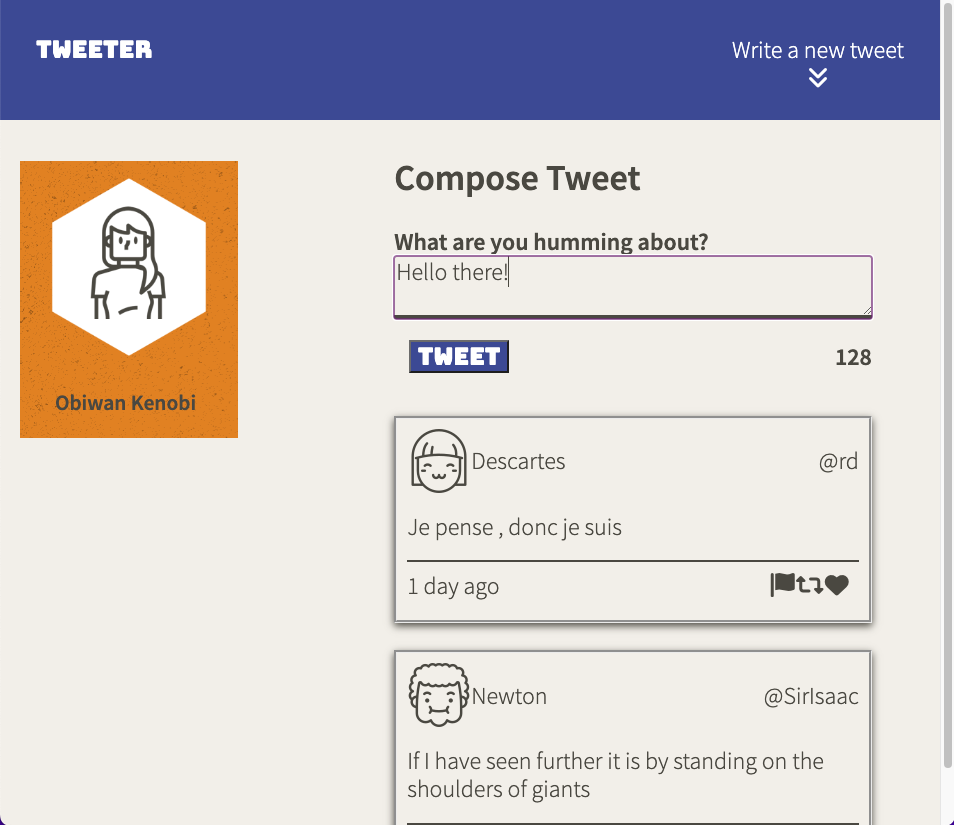 TWEETER
Write a new tweet
Obiwan Kenobi
Compose Tweet
What are you humming about?
Hello there!
TWEET
128
Descartes
@rd
Je pense , donc je suis
1 day ago
Newton
@SirIsaac
If I have seen further it is by standing on the
shoulders of giants